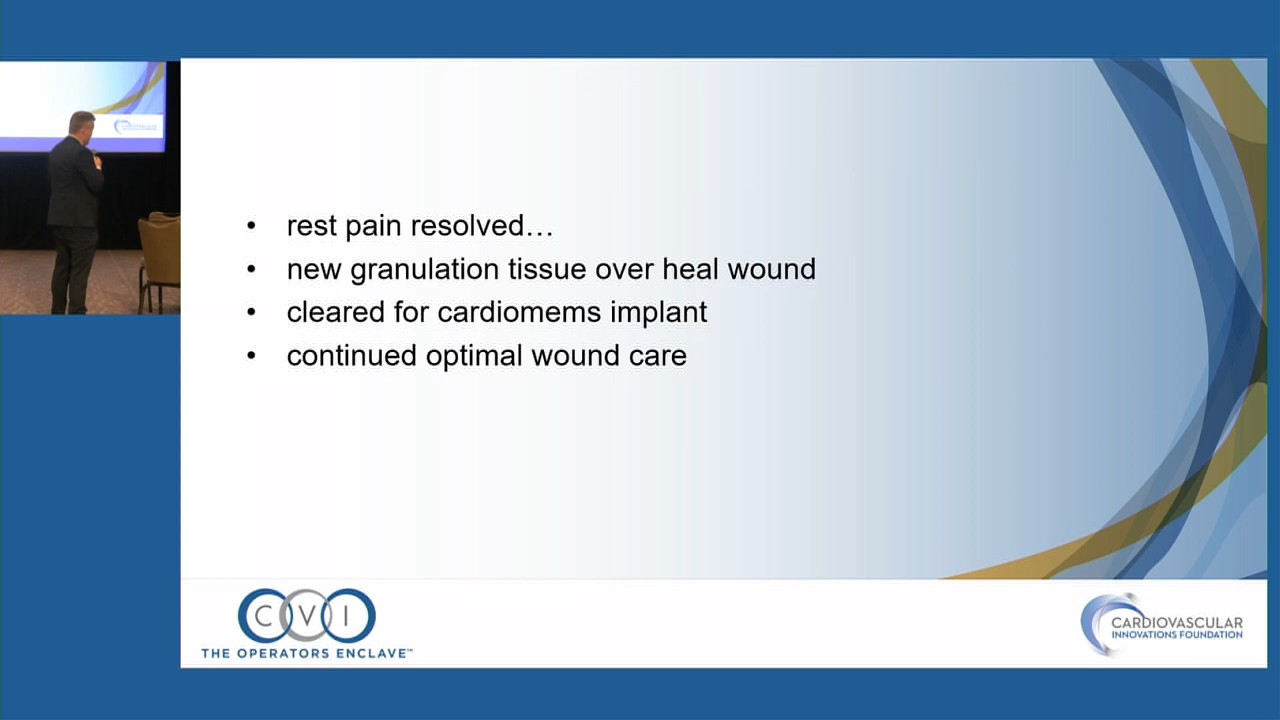 • rest pain resolved…
• new granulation tissue over heal wound
• cleared for cardiomems implant
• continued optimal wound care
CVI
THE OPERATORS ENCLAVE™
CARDIOVASCULAR
INNOVATIONS FOUNDATION